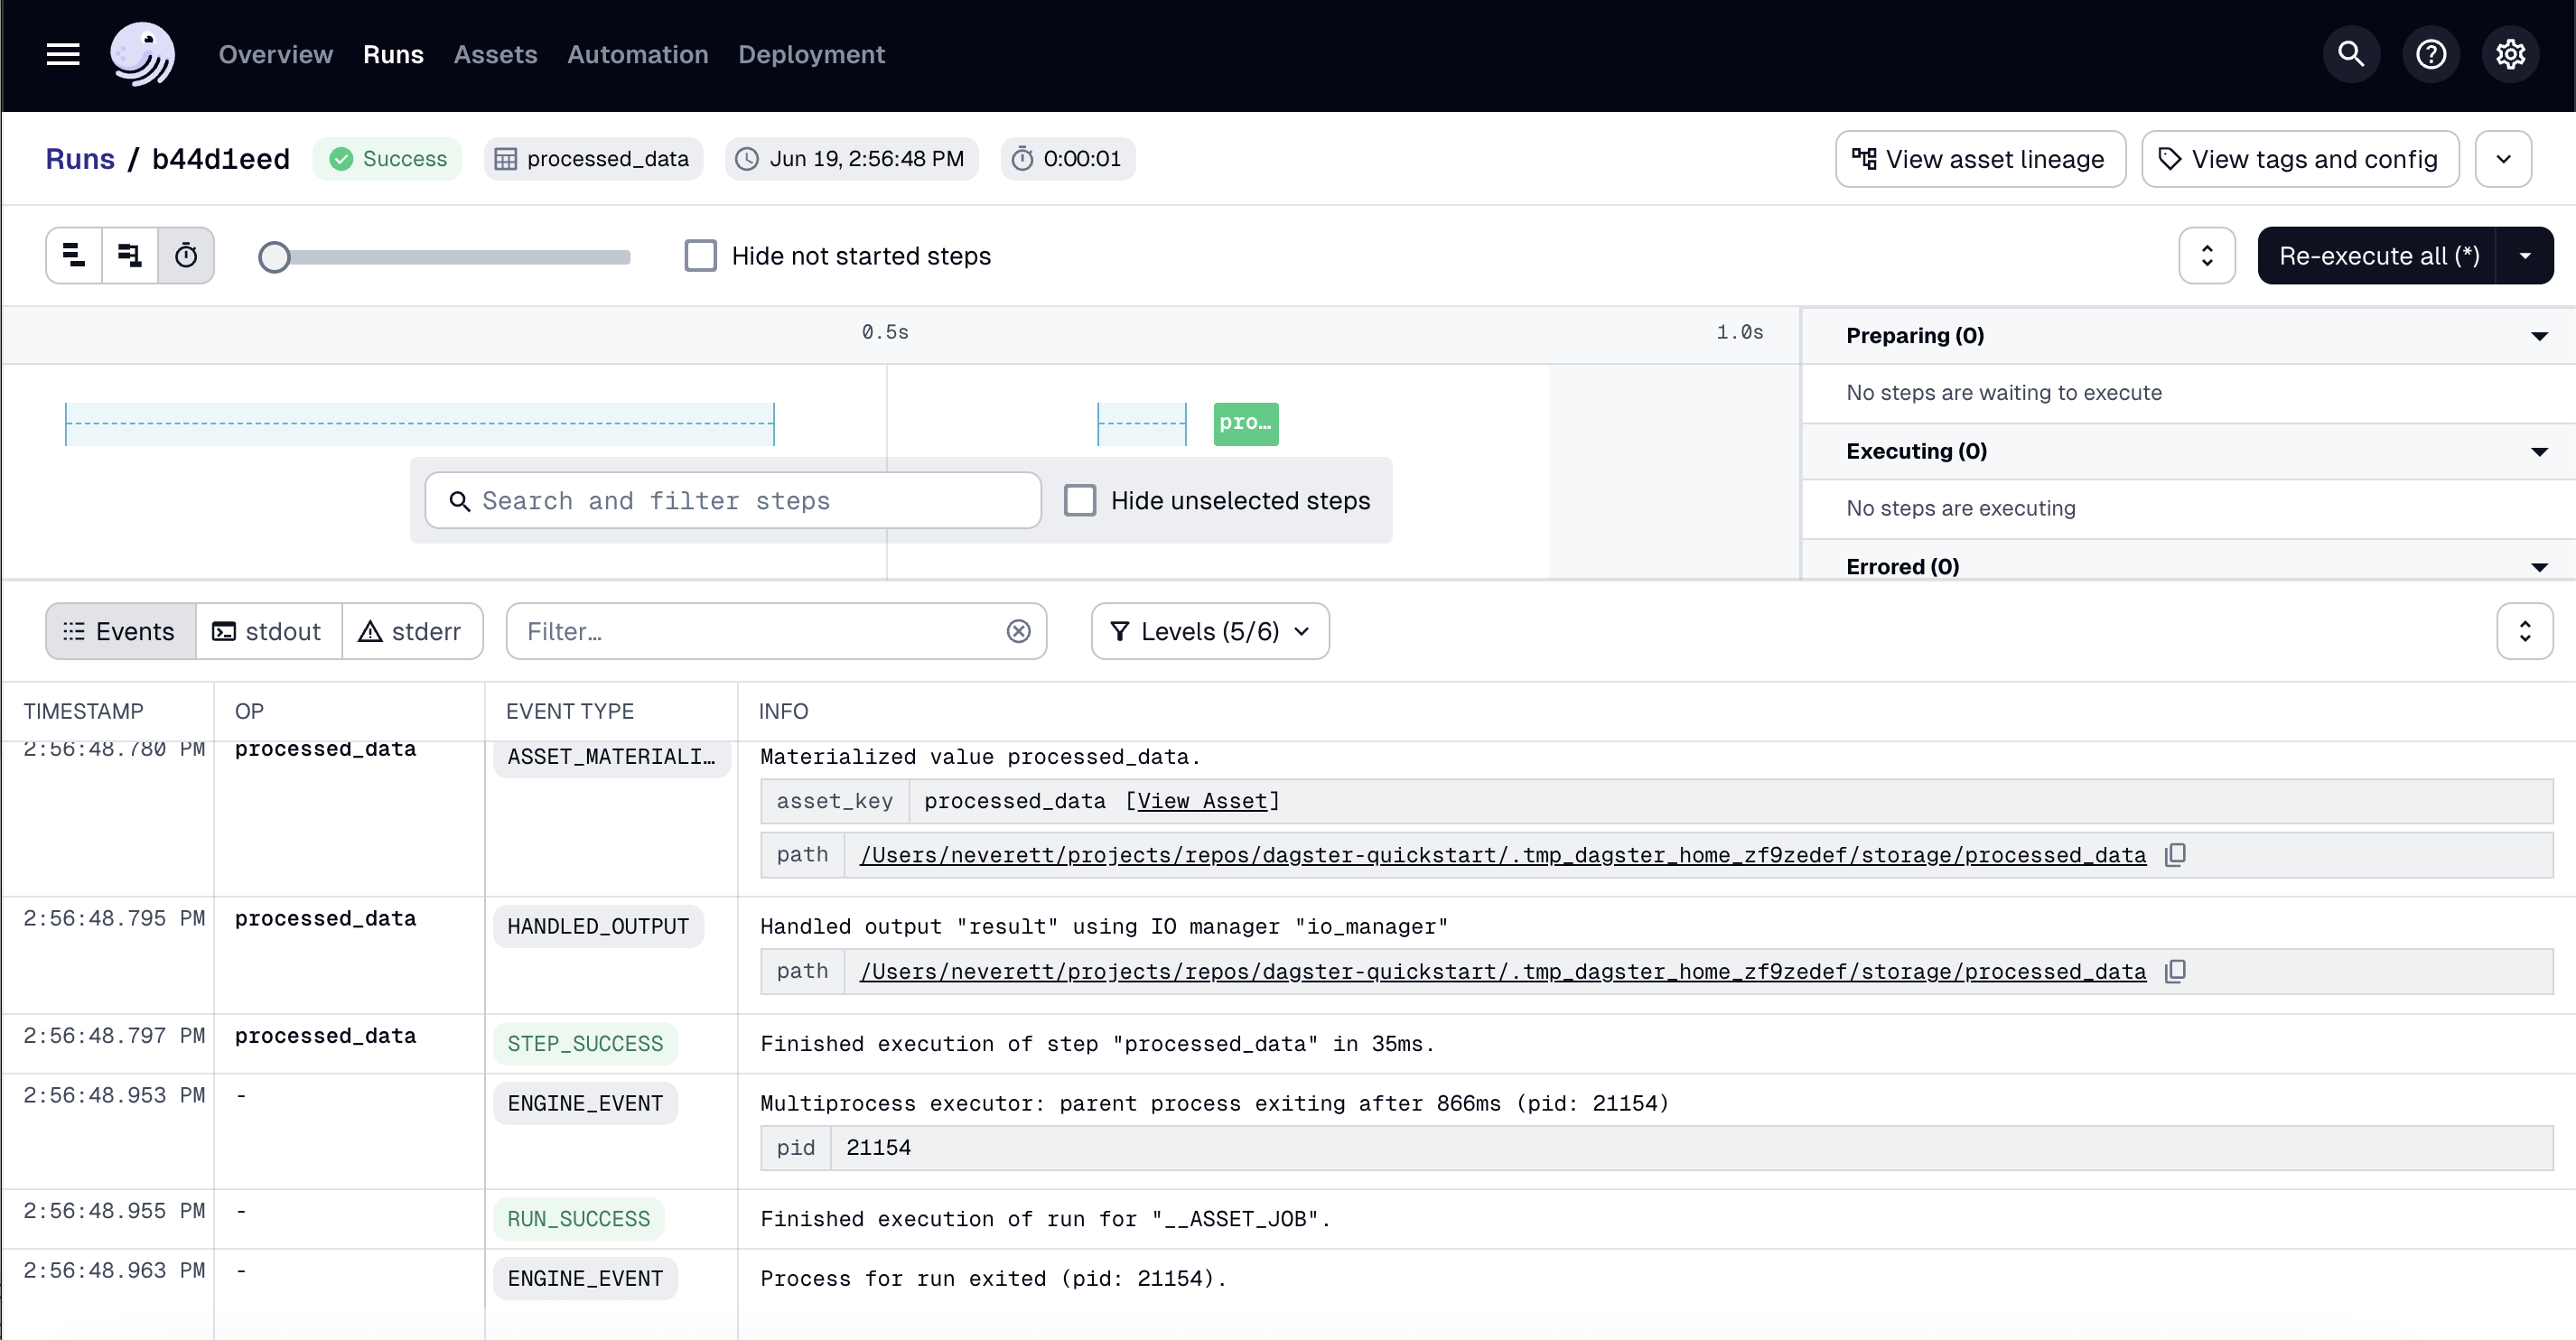 Overview Runs Assets Automation Deployment
Runs / b44d1eed Success processed_data Jun 19, 2:56:48 PM 0:00:01 View asset lineage View tags and config
Hide not started steps Re-execute all (*)
0.5s 1.0s
pro…
Search and filter steps Hide unselected steps
Preparing (0)
No steps are waiting to execute
Executing (0)
No steps are executing
Errored (0)
Events stdout stderr Filter… Levels (5/6)
TIMESTAMP OP EVENT TYPE INFO
2:56:48.780 PM processed_data ASSET_MATERIALI… Materialized value processed_data.
asset_key processed_data [View Asset]
path /Users/neverett/projects/repos/dagster-quickstart/.tmp_dagster_home_zf9zedef/storage/processed_data
2:56:48.795 PM processed_data HANDLED_OUTPUT Handled output "result" using IO manager "io_manager"
path /Users/neverett/projects/repos/dagster-quickstart/.tmp_dagster_home_zf9zedef/storage/processed_data
2:56:48.797 PM processed_data STEP_SUCCESS Finished execution of step "processed_data" in 35ms.
2:56:48.953 PM - ENGINE_EVENT Multiprocess executor: parent process exiting after 866ms (pid: 21154)
pid 21154
2:56:48.955 PM - RUN_SUCCESS Finished execution of run for "__ASSET_JOB".
2:56:48.963 PM - ENGINE_EVENT Process for run exited (pid: 21154).